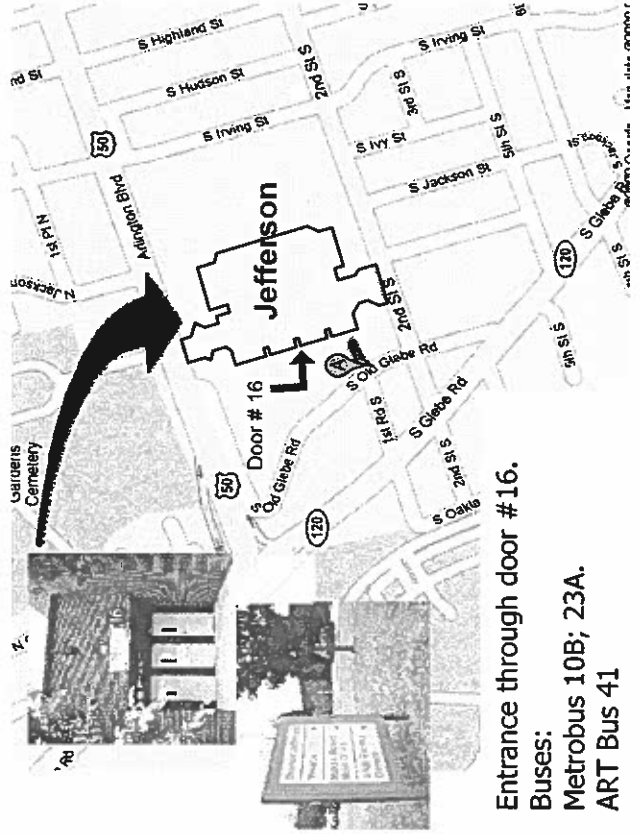 S Highland St
S Hudson St
S Irving St
2nd St S
S Irving St
3rd St S
S Ivy St
5th St S
S Jackson St
S Jackson St
S Glebe Rd
120
50
Arlington Blvd
1st Pl N
N Jackson
Jefferson
2nd St S
Door # 16
A
S Old Glebe Rd
1st Rd S
S Glebe Rd
2nd St S
5th St S
Gardens
Cemetery
50
S
Old Glebe Rd
120
Rd
Entrance through door #16.
Buses:
Metrobus 10B; 23A.
ART Bus 41